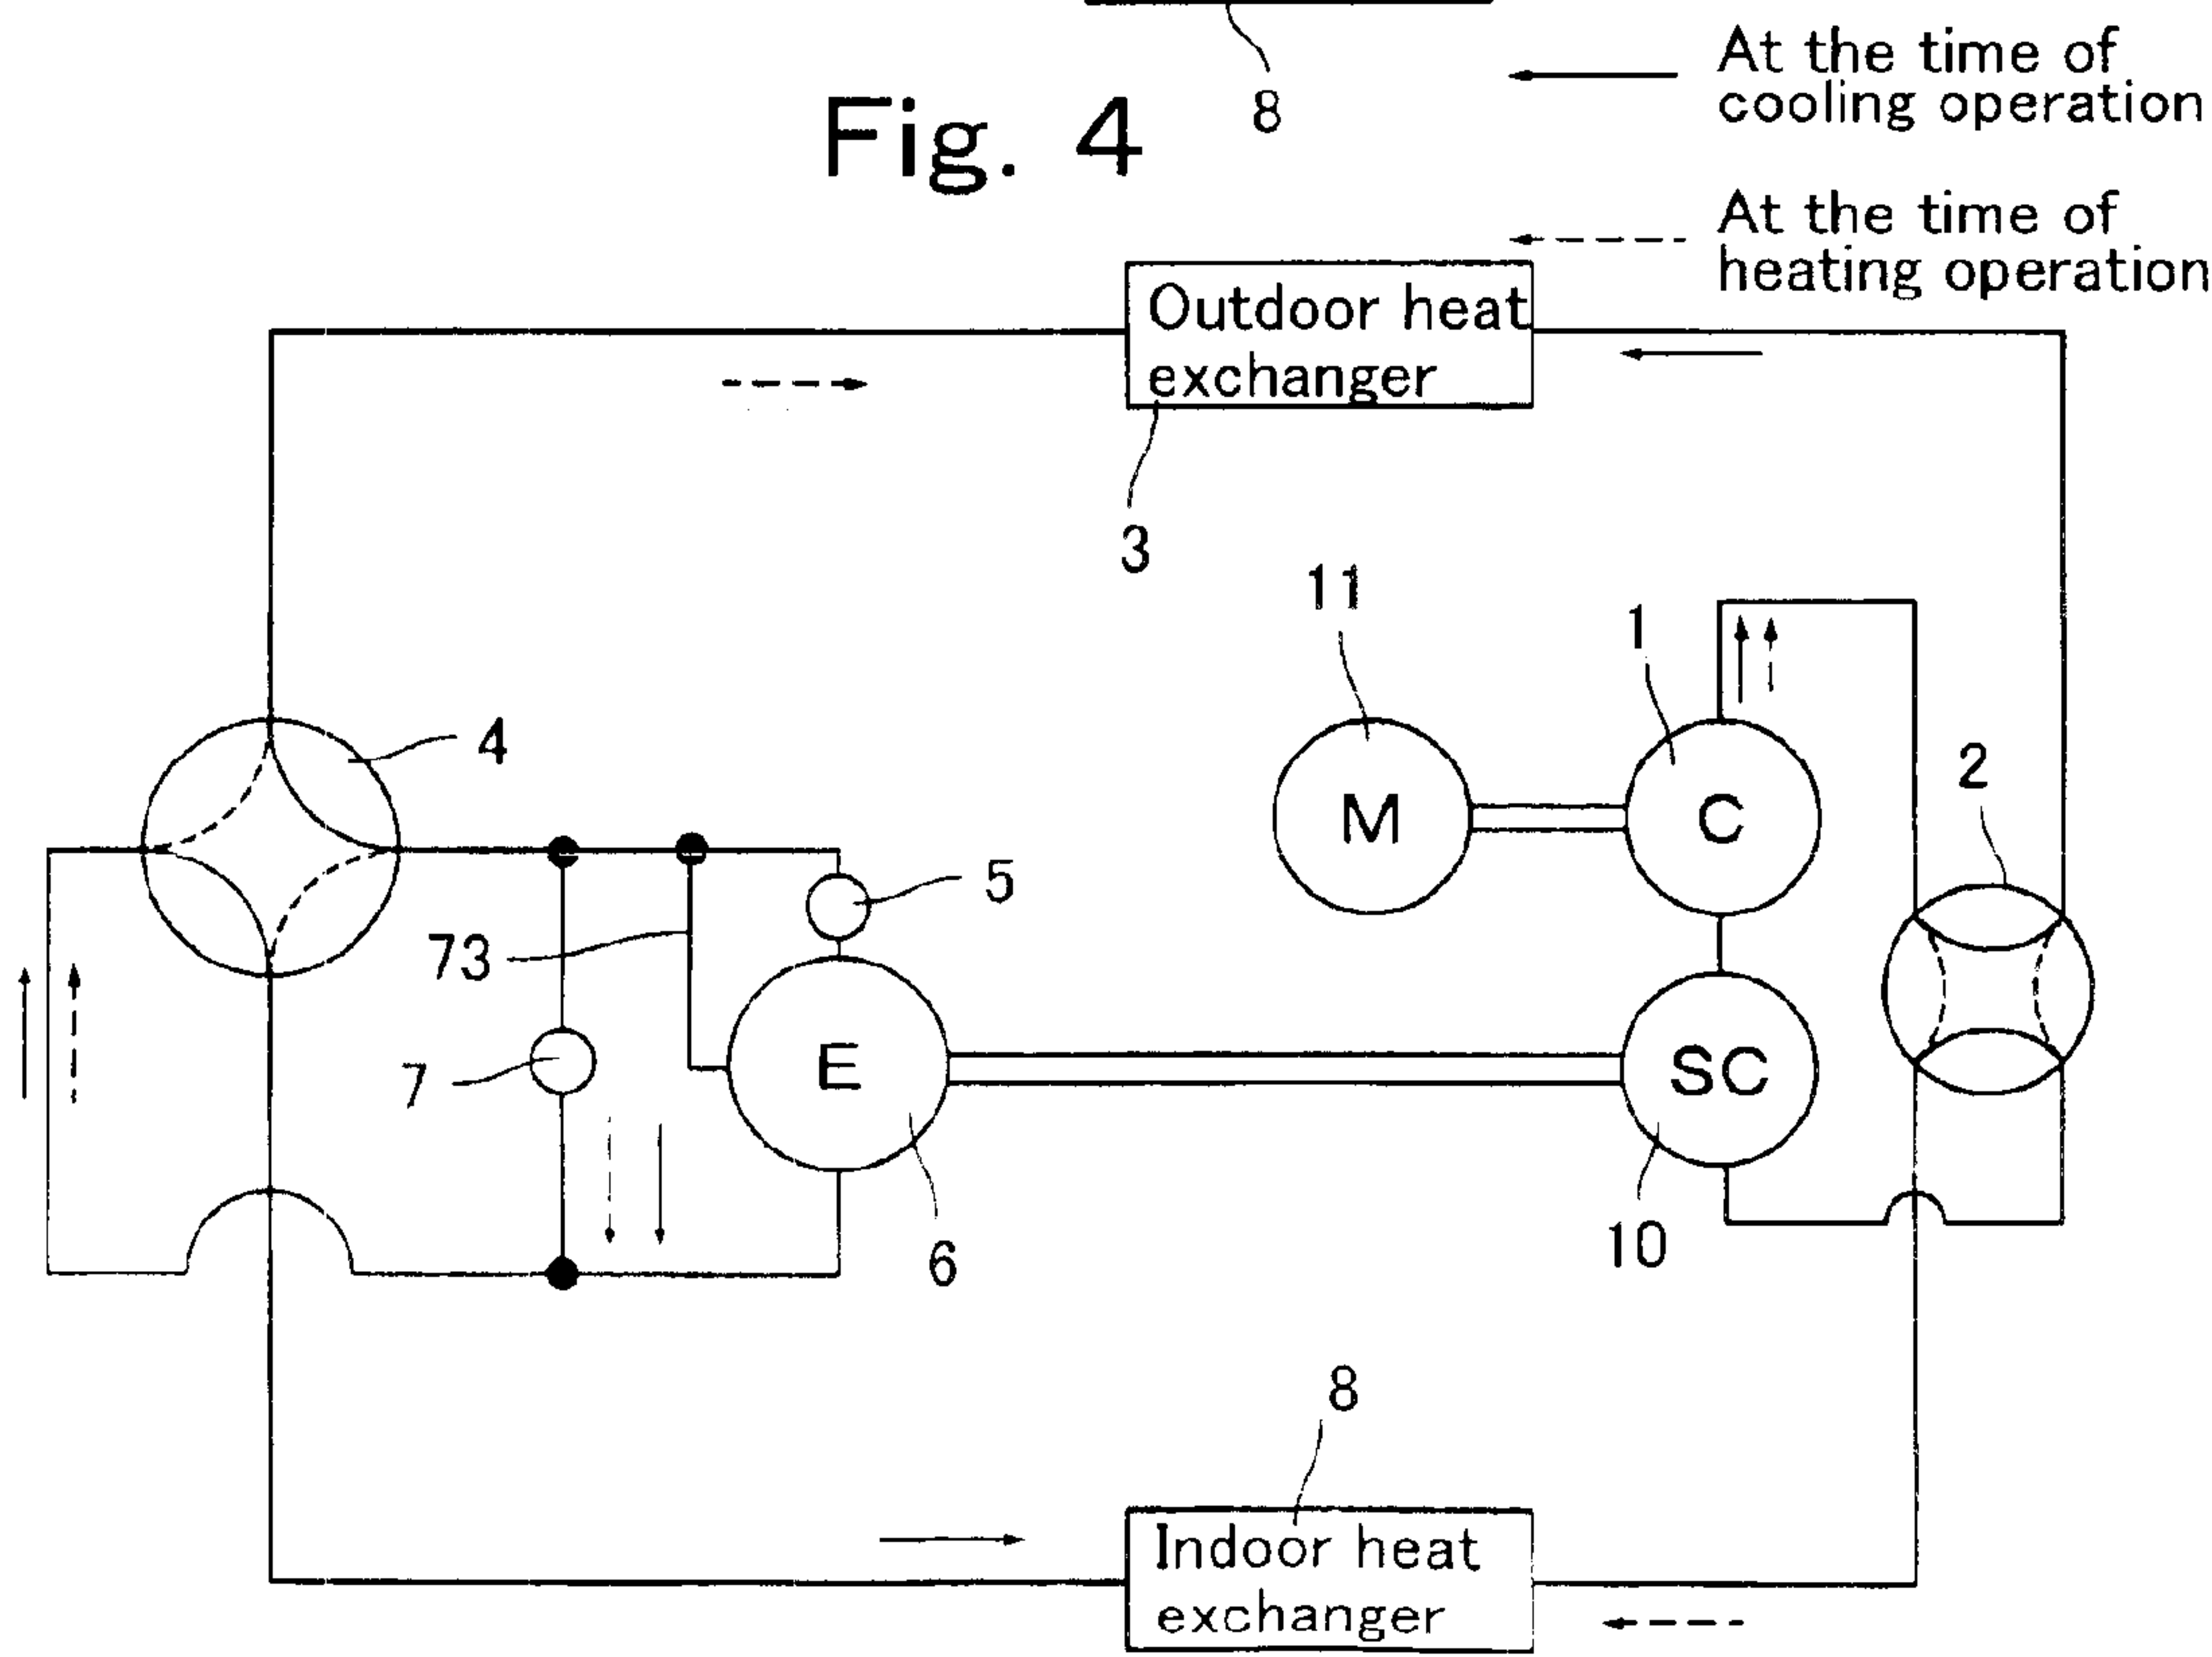 8
At the time of
cooling operation
Fig. 4
At the time of
heating operation
Outdoor heat
exchanger
3
11
1
4
2
M
C
5
73
7
E
SC
6
10
8
Indoor heat
exchanger